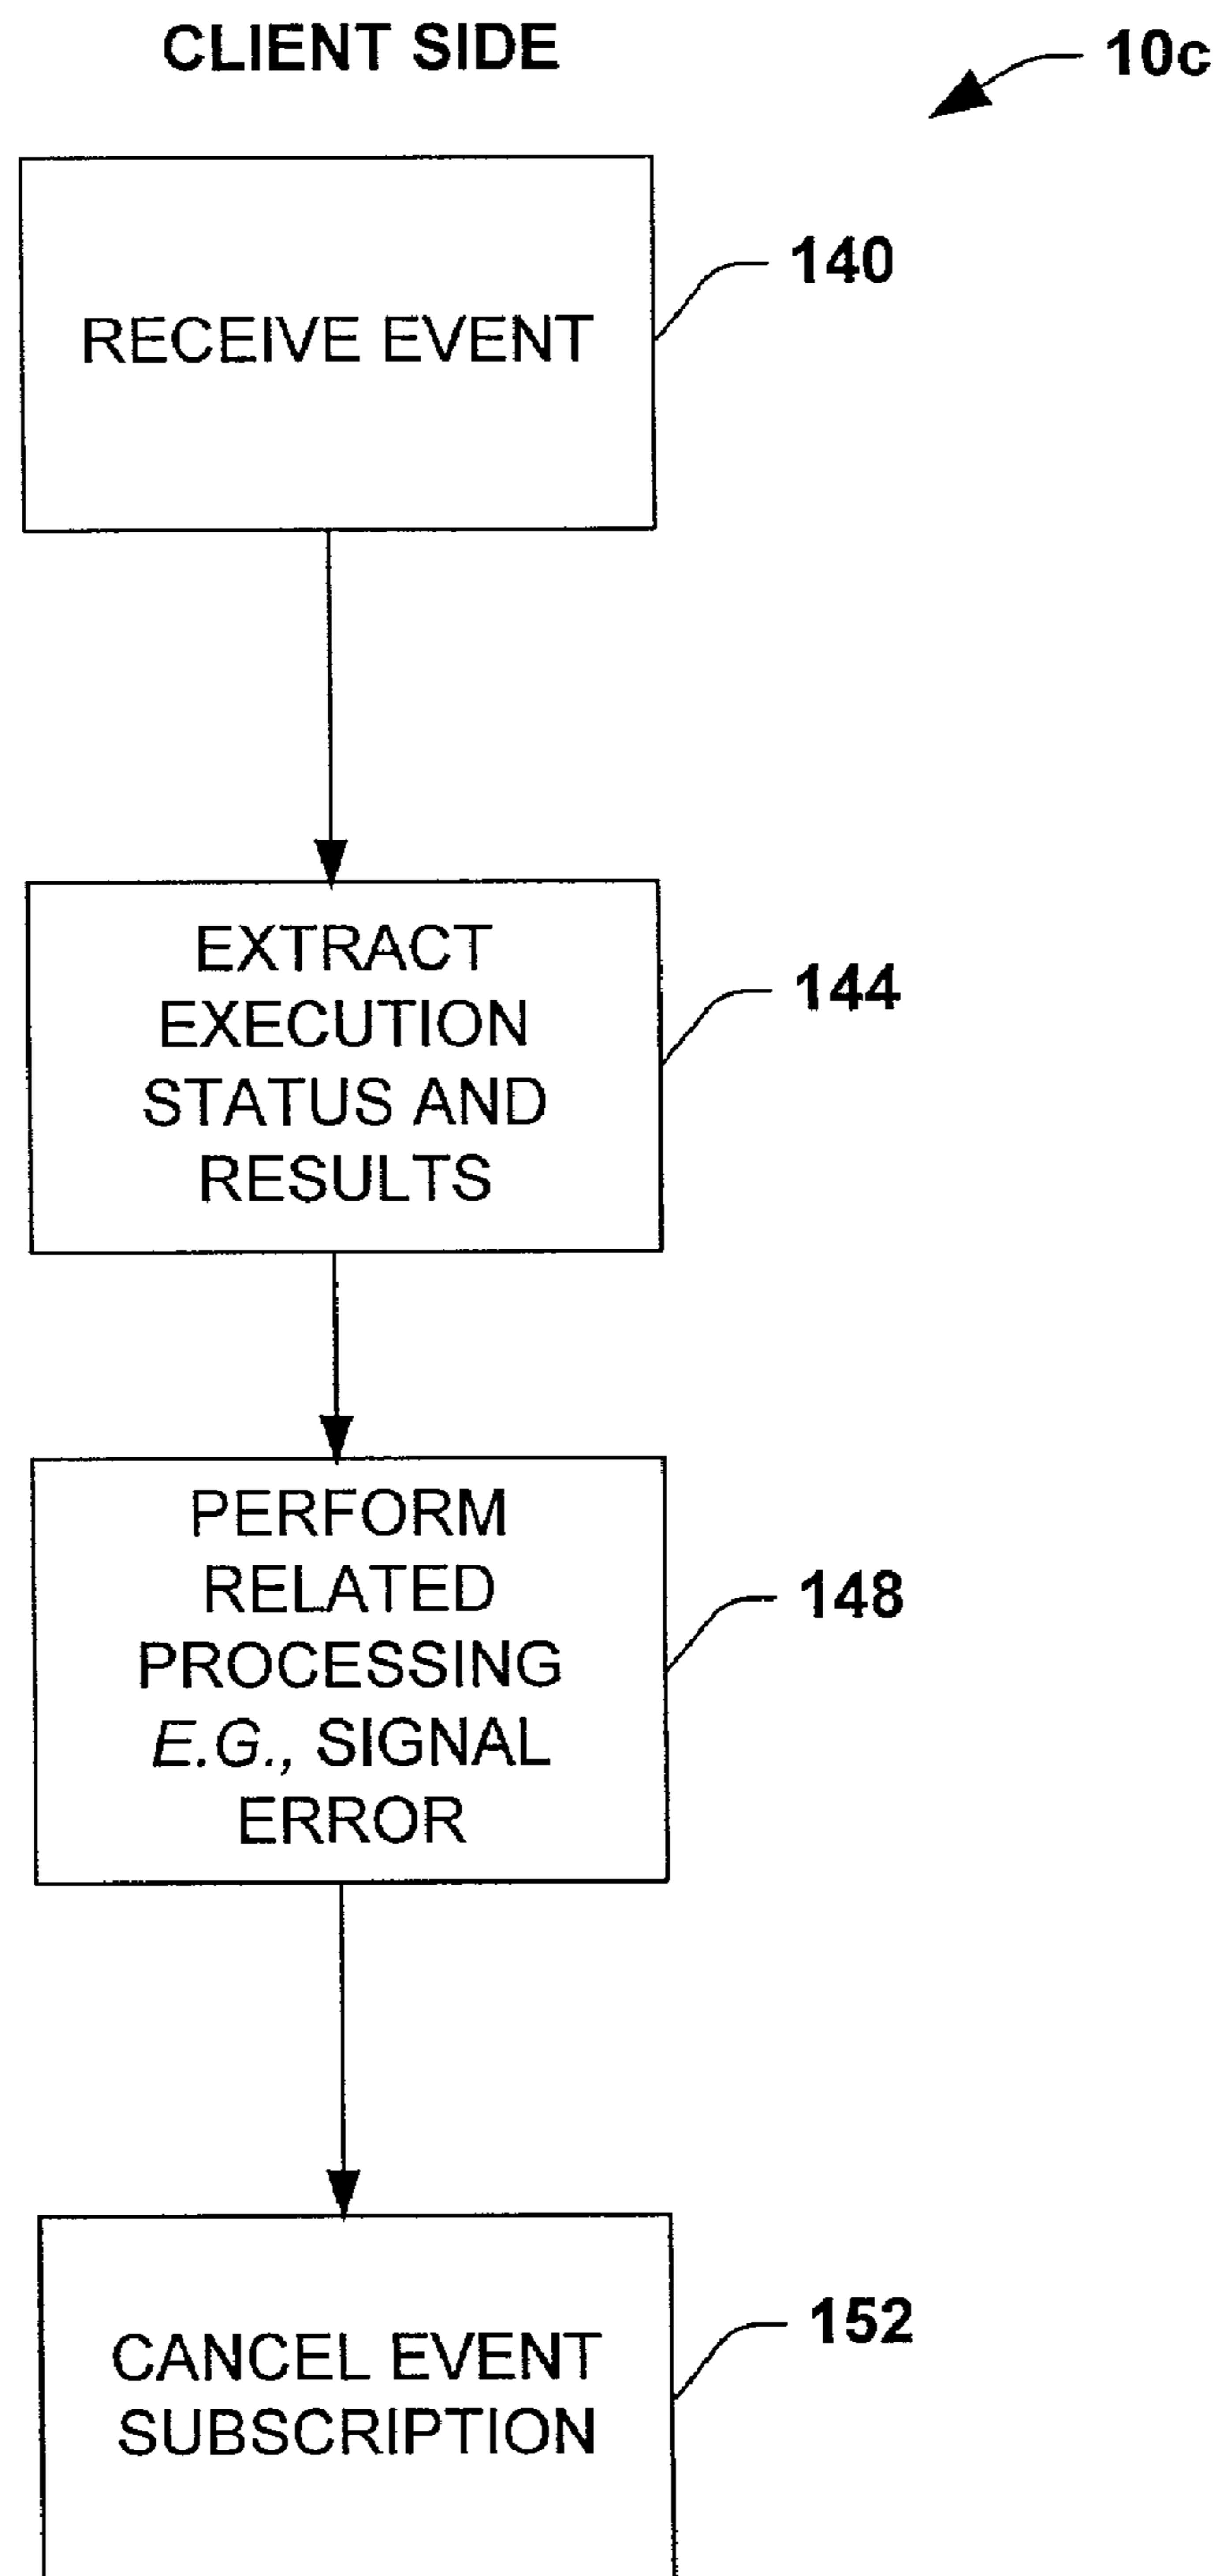 CLIENT SIDE
10c
RECEIVE EVENT
140
EXTRACT
EXECUTION
STATUS AND
RESULTS
144
PERFORM
RELATED
PROCESSING
E.G., SIGNAL
ERROR
148
CANCEL EVENT
SUBSCRIPTION
152